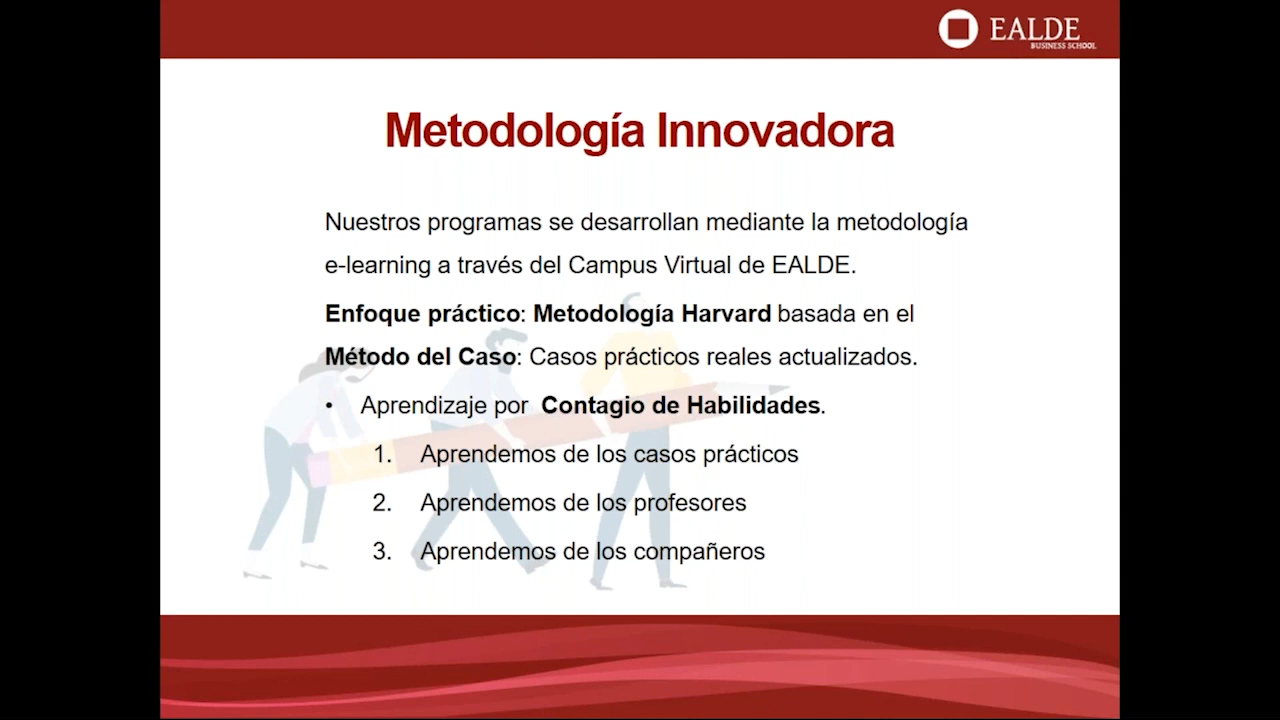 EALDE
BUSINESS SCHOOL
Metodología Innovadora
Nuestros programas se desarrollan mediante la metodología
e-learning a través del Campus Virtual de EALDE.
Enfoque práctico: Metodología Harvard basada en el
Método del Caso: Casos prácticos reales actualizados.
• Aprendizaje por Contagio de Habilidades.
1. Aprendemos de los casos prácticos
2. Aprendemos de los profesores
3. Aprendemos de los compañeros